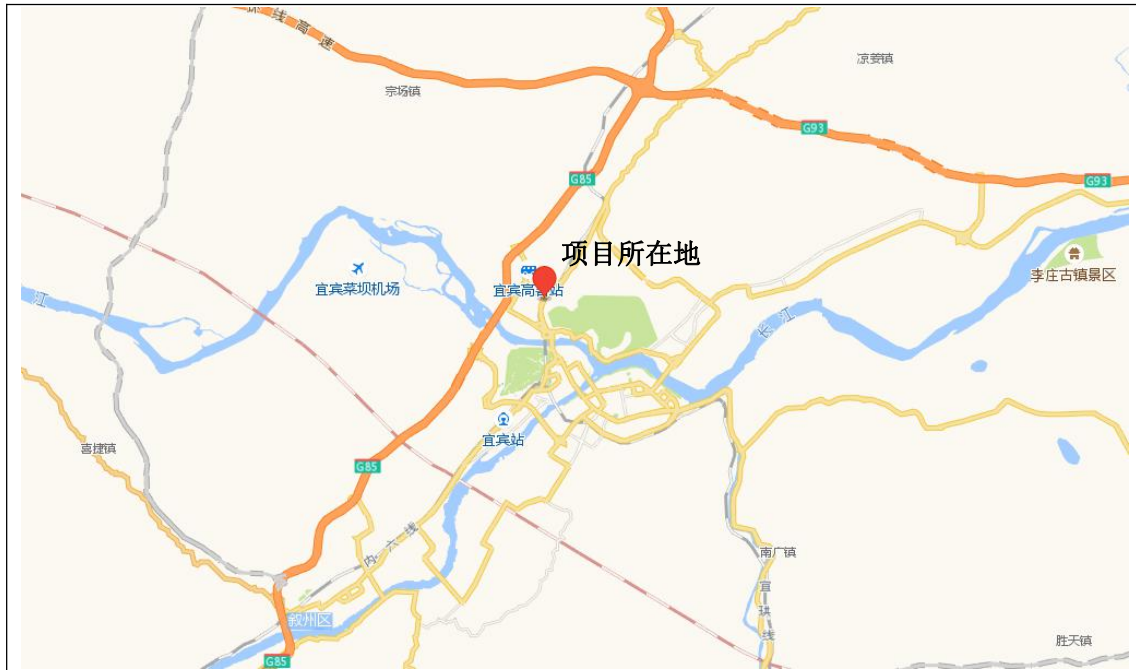 环线高速
凉姜镇
宗场镇
G93
G85
G93
项目所在地
李庄古镇景区
宜宾菜坝机场
宜宾高客站
江
长江
宜宾站
喜捷镇
G85
内六线
南广镇
宜珙线
叙州区
胜天镇
G85